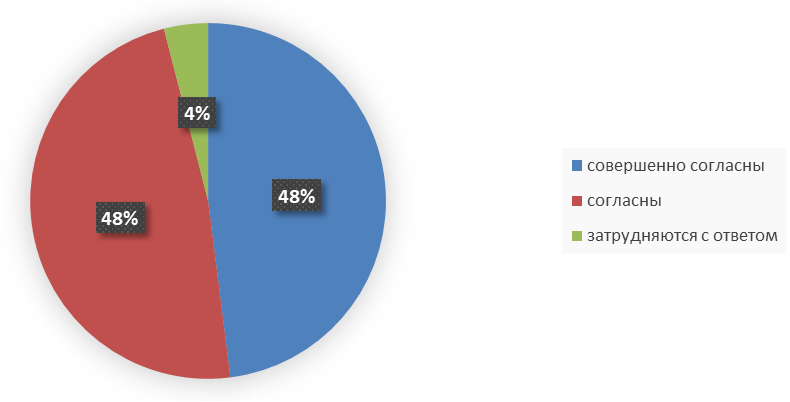 4%
48%
48%
совершенно согласны
согласны
затрудняются с ответом